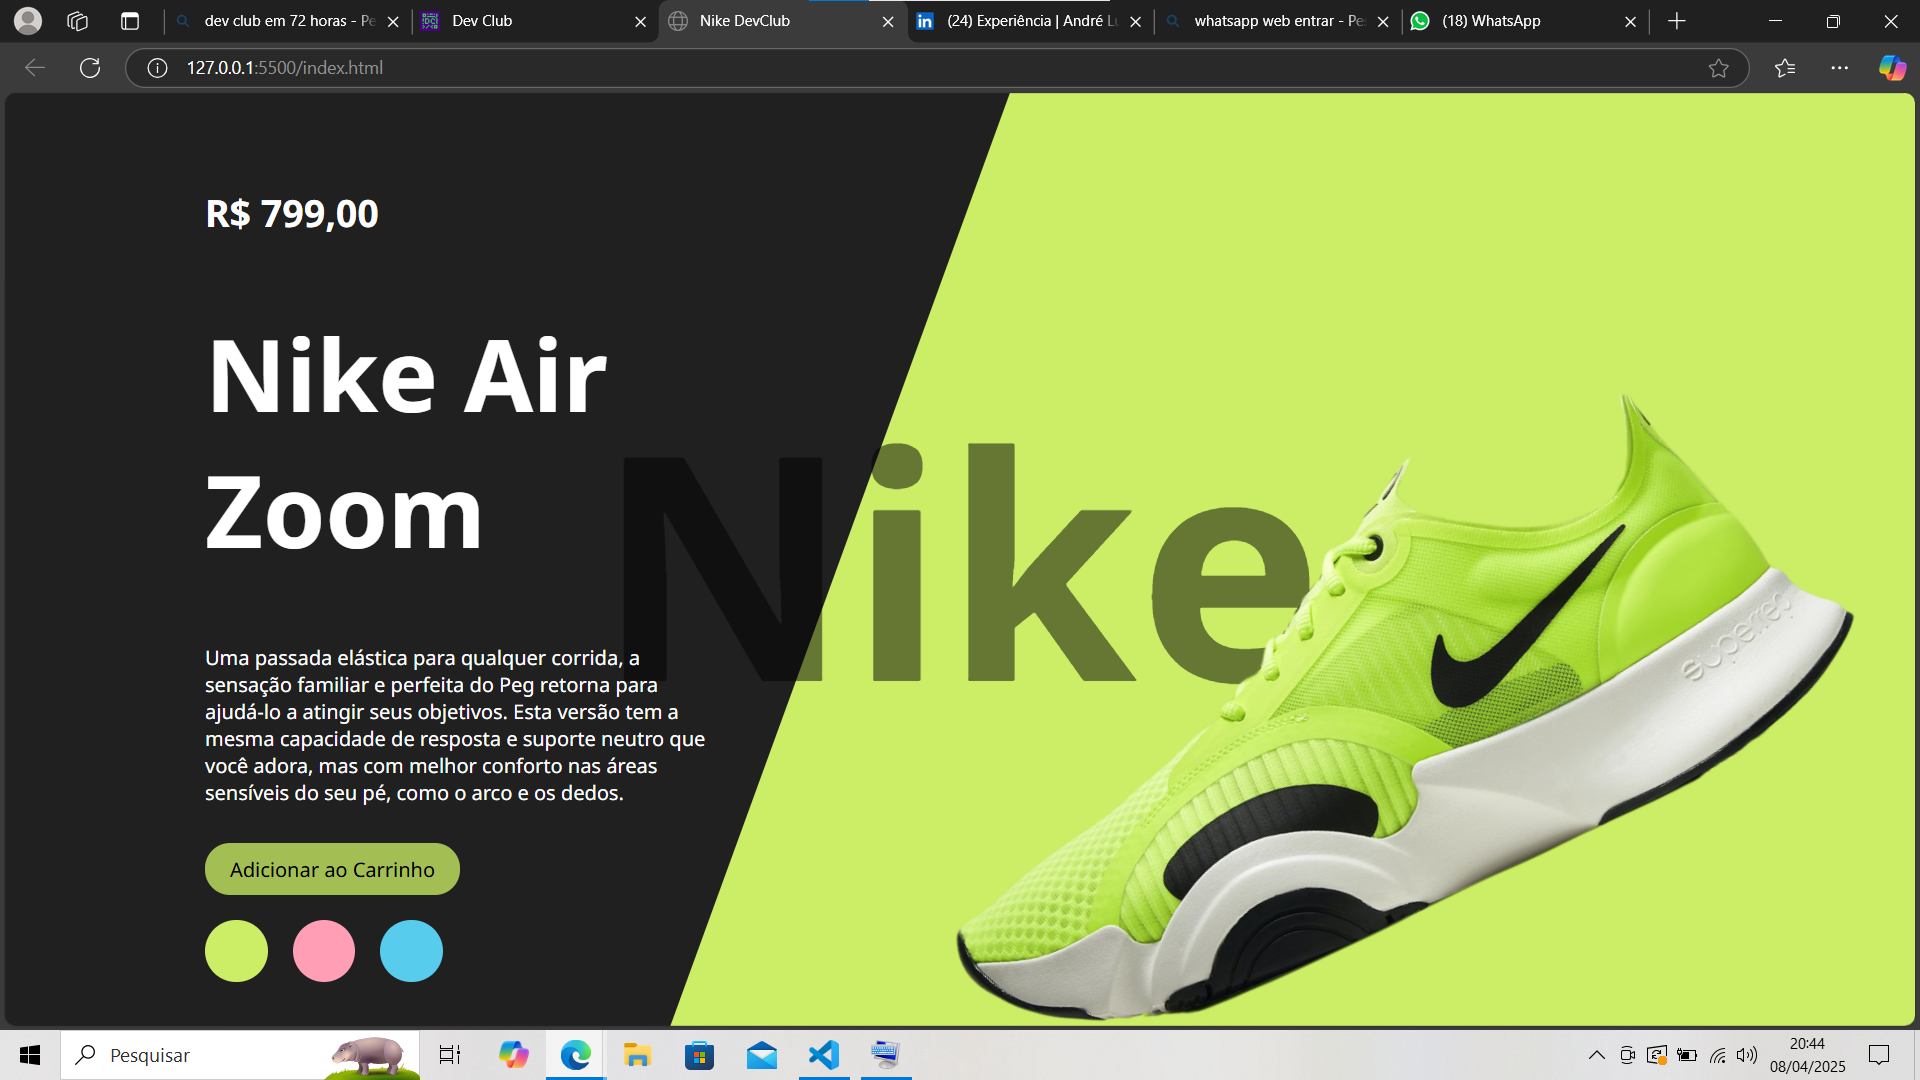 dev club em 72 horas - Pe
Dev Club
Nike DevClub
(24) Experiência | André Lu
whatsapp web entrar - Pes
(18) WhatsApp
127.0.0.1:5500/index.html
R$ 799,00
Nike Air
Zoom
Nike
superrep
Uma passada elástica para qualquer corrida, a
sensação familiar e perfeita do Peg retorna para
ajudá-lo a atingir seus objetivos. Esta versão tem a
mesma capacidade de resposta e suporte neutro que
você adora, mas com melhor conforto nas áreas
sensíveis do seu pé, como o arco e os dedos.
Adicionar ao Carrinho
Pesquisar
20:44
08/04/2025